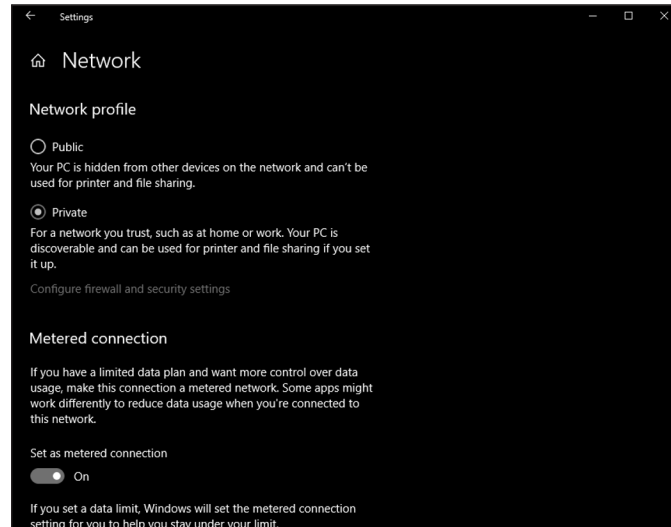 Settings
Network
Network profile
Public
Your PC is hidden from other devices on the network and can't be
used for printer and file sharing.
Private
For a network you trust, such as at home or work. Your PC is
discoverable and can be used for printer and file sharing if you set
it up.
Configure firewall and security settings
Metered connection
If you have a limited data plan and want more control over data
usage, make this connection a metered network. Some apps might
work differently to reduce data usage when you're connected to
this network.
Set as metered connection
On
If you set a data limit, Windows will set the metered connection
setting for you to help you stay under your limit.